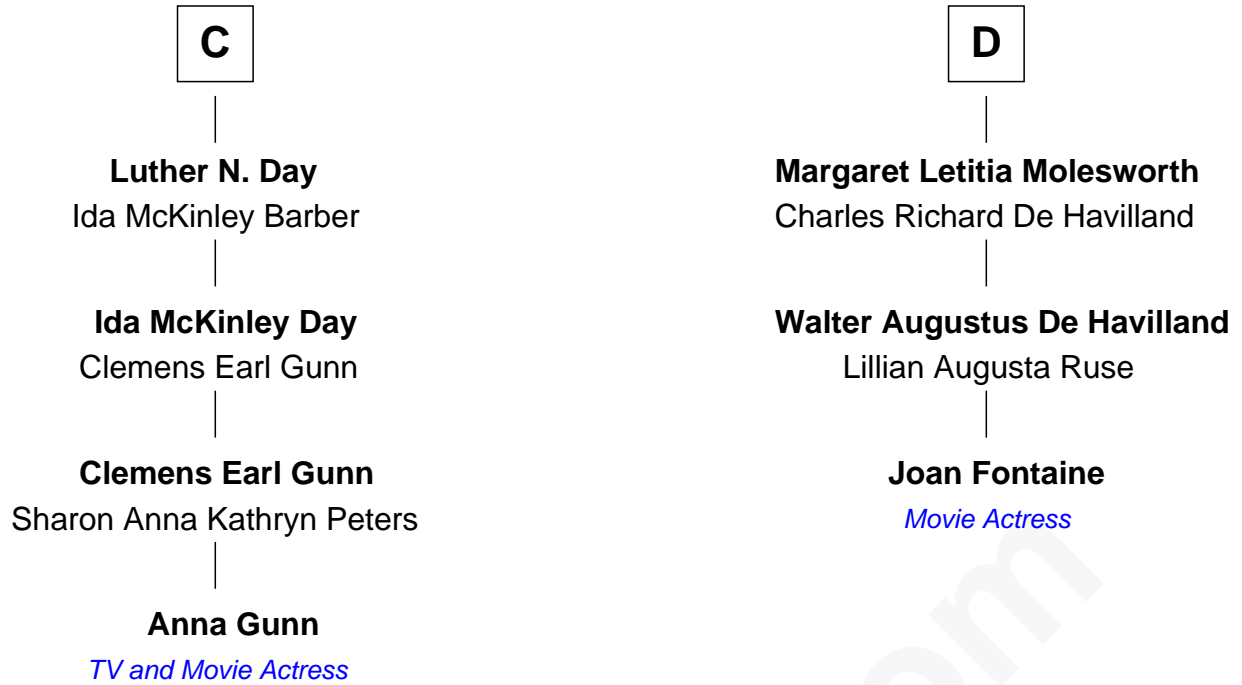 C
Luther N. Day
Ida McKinley Barber
Ida McKinley Day
Clemens Earl Gunn
Clemens Earl Gunn
Sharon Anna Kathryn Peters
Anna Gunn
TV and Movie Actress
D
Margaret Letitia Molesworth
Charles Richard De Havilland
Walter Augustus De Havilland
Lillian Augusta Ruse
Joan Fontaine
Movie Actress
om